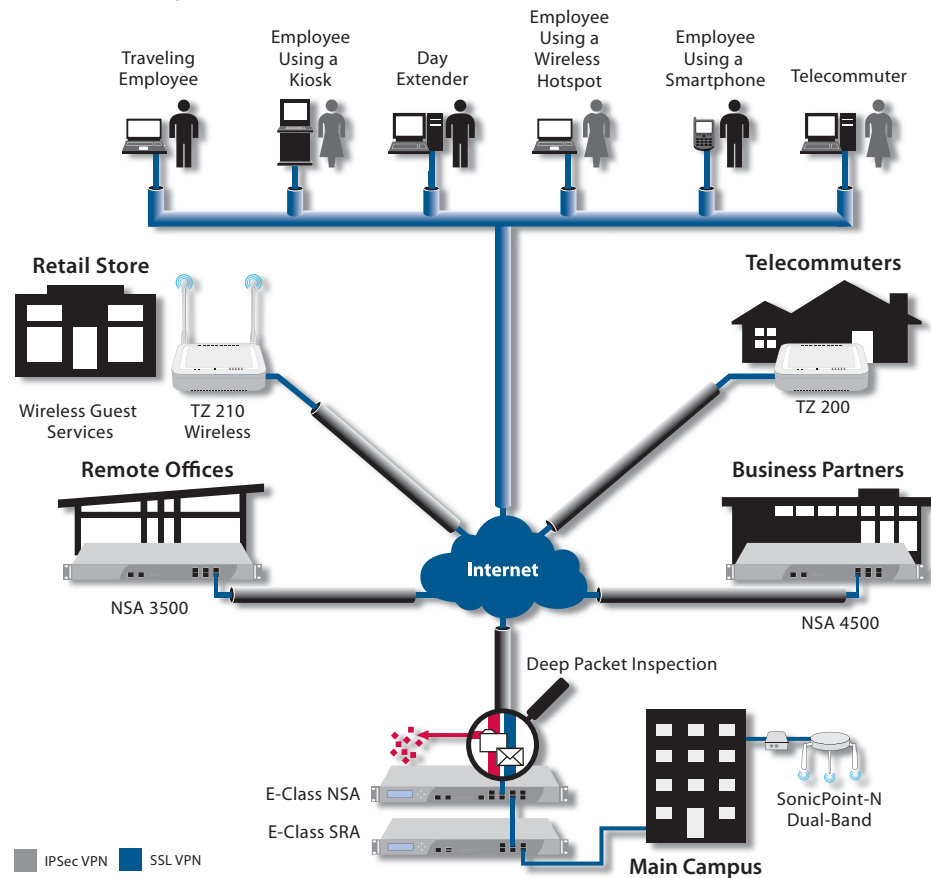 Traveling
Employee
Employee
Using a
Kiosk
Day
Extender
Employee
Using a
Wireless
Hotspot
Employee
Using a
Smartphone
Telecommuter
Retail Store
Telecommuters
Wireless Guest
Services
TZ 210
Wireless
TZ 200
Remote Offices
Business Partners
Internet
NSA 3500
NSA 4500
Deep Packet Inspection
E-Class NSA
E-Class SRA
SonicPoint-N
Dual-Band
Main Campus
IPSec VPN
SSL VPN